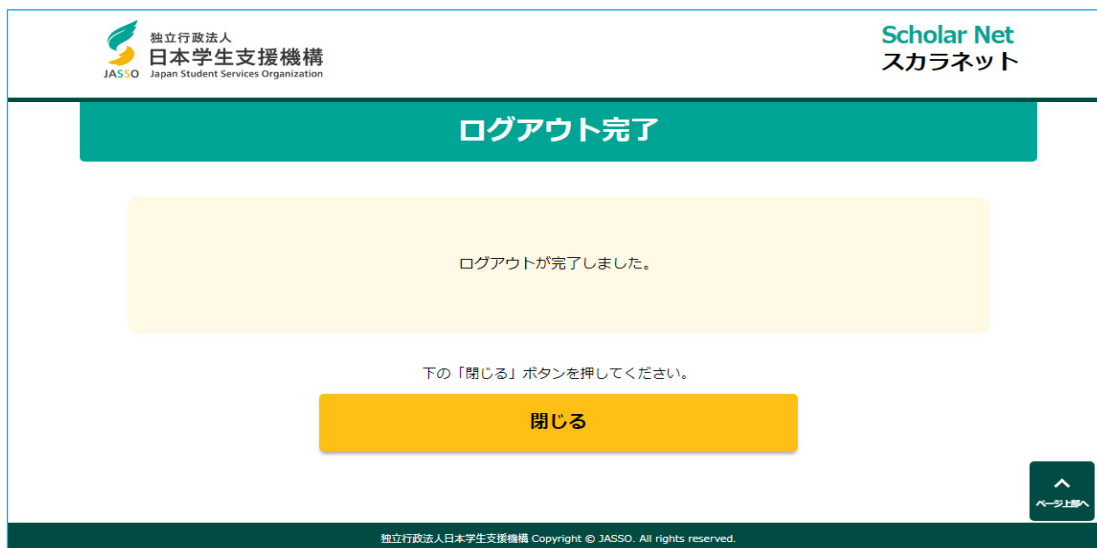 独立行政法人
日本学生支援機構
JASSO Japan Student Services Organization
Scholar Net
スカラネット
ログアウト完了
ログアウトが完了しました。
下の「閉じる」ボタンを押してください。
閉じる
ページ上部へ
独立行政法人日本学生支援機構 Copyright © JASSO. All rights reserved.